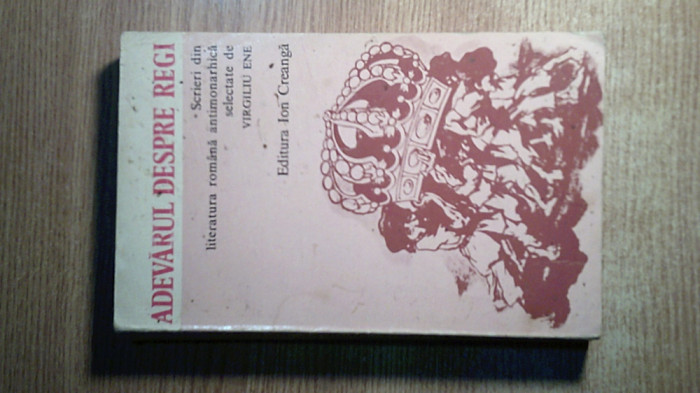 ADEVĂRUL DESPRE REGI
Scrieri din
literatura română antimonarhică
selectate de
VIRGILIU ENE
Editura Ion Creangă